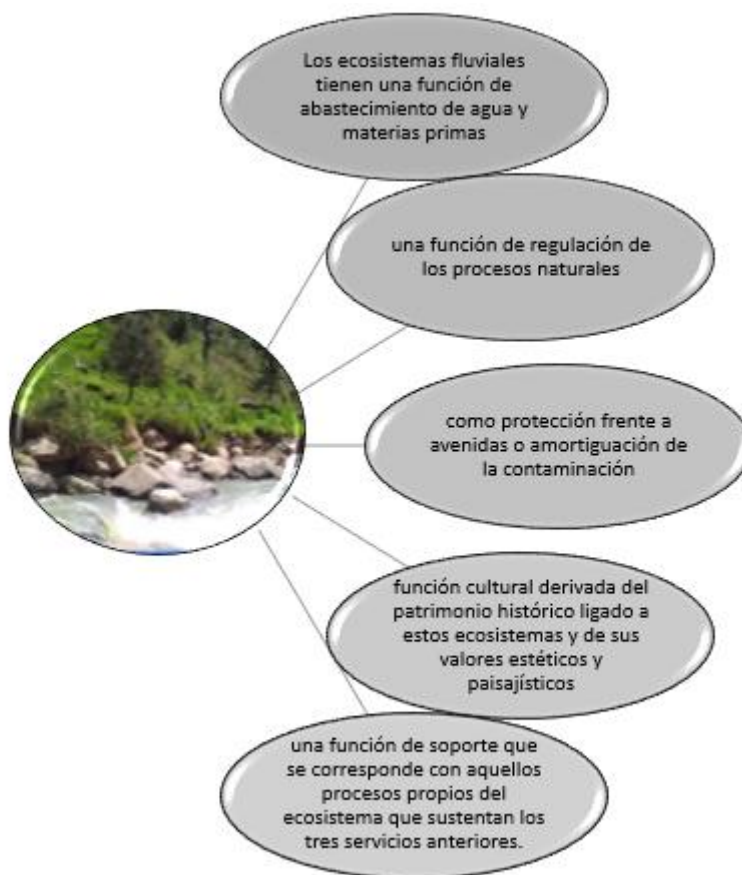 Los ecosistemas fluviales
tienen una función de
abastecimiento de agua y
materias primas
una función de regulación de
los procesos naturales
como protección frente a
avenidas o amortiguación de
la contaminación
función cultural derivada del
patrimonio histórico ligado a
estos ecosistemas y de sus
valores estéticos y
paisajísticos
una función de soporte que
se corresponde con aquellos
procesos propios del
ecosistema que sustentan los
tres servicios anteriores.